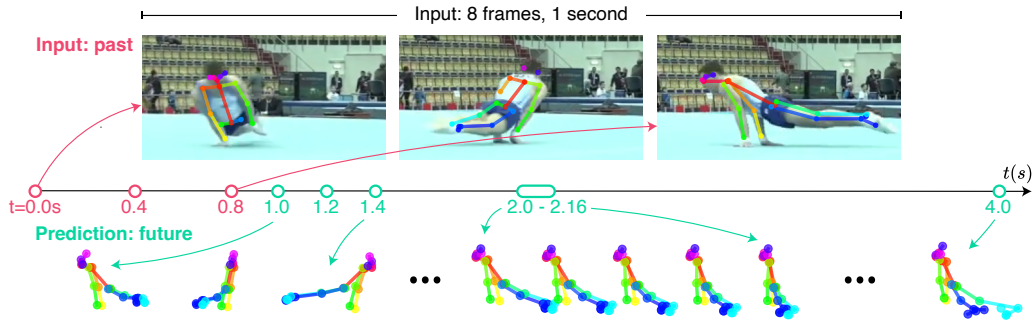 Input: 8 frames, 1 second
Input: past
t(s)
t=0.0s 0.4 0.8 1.0 1.2 1.4 2.0 - 2.16 4.0
Prediction: future
••• •••